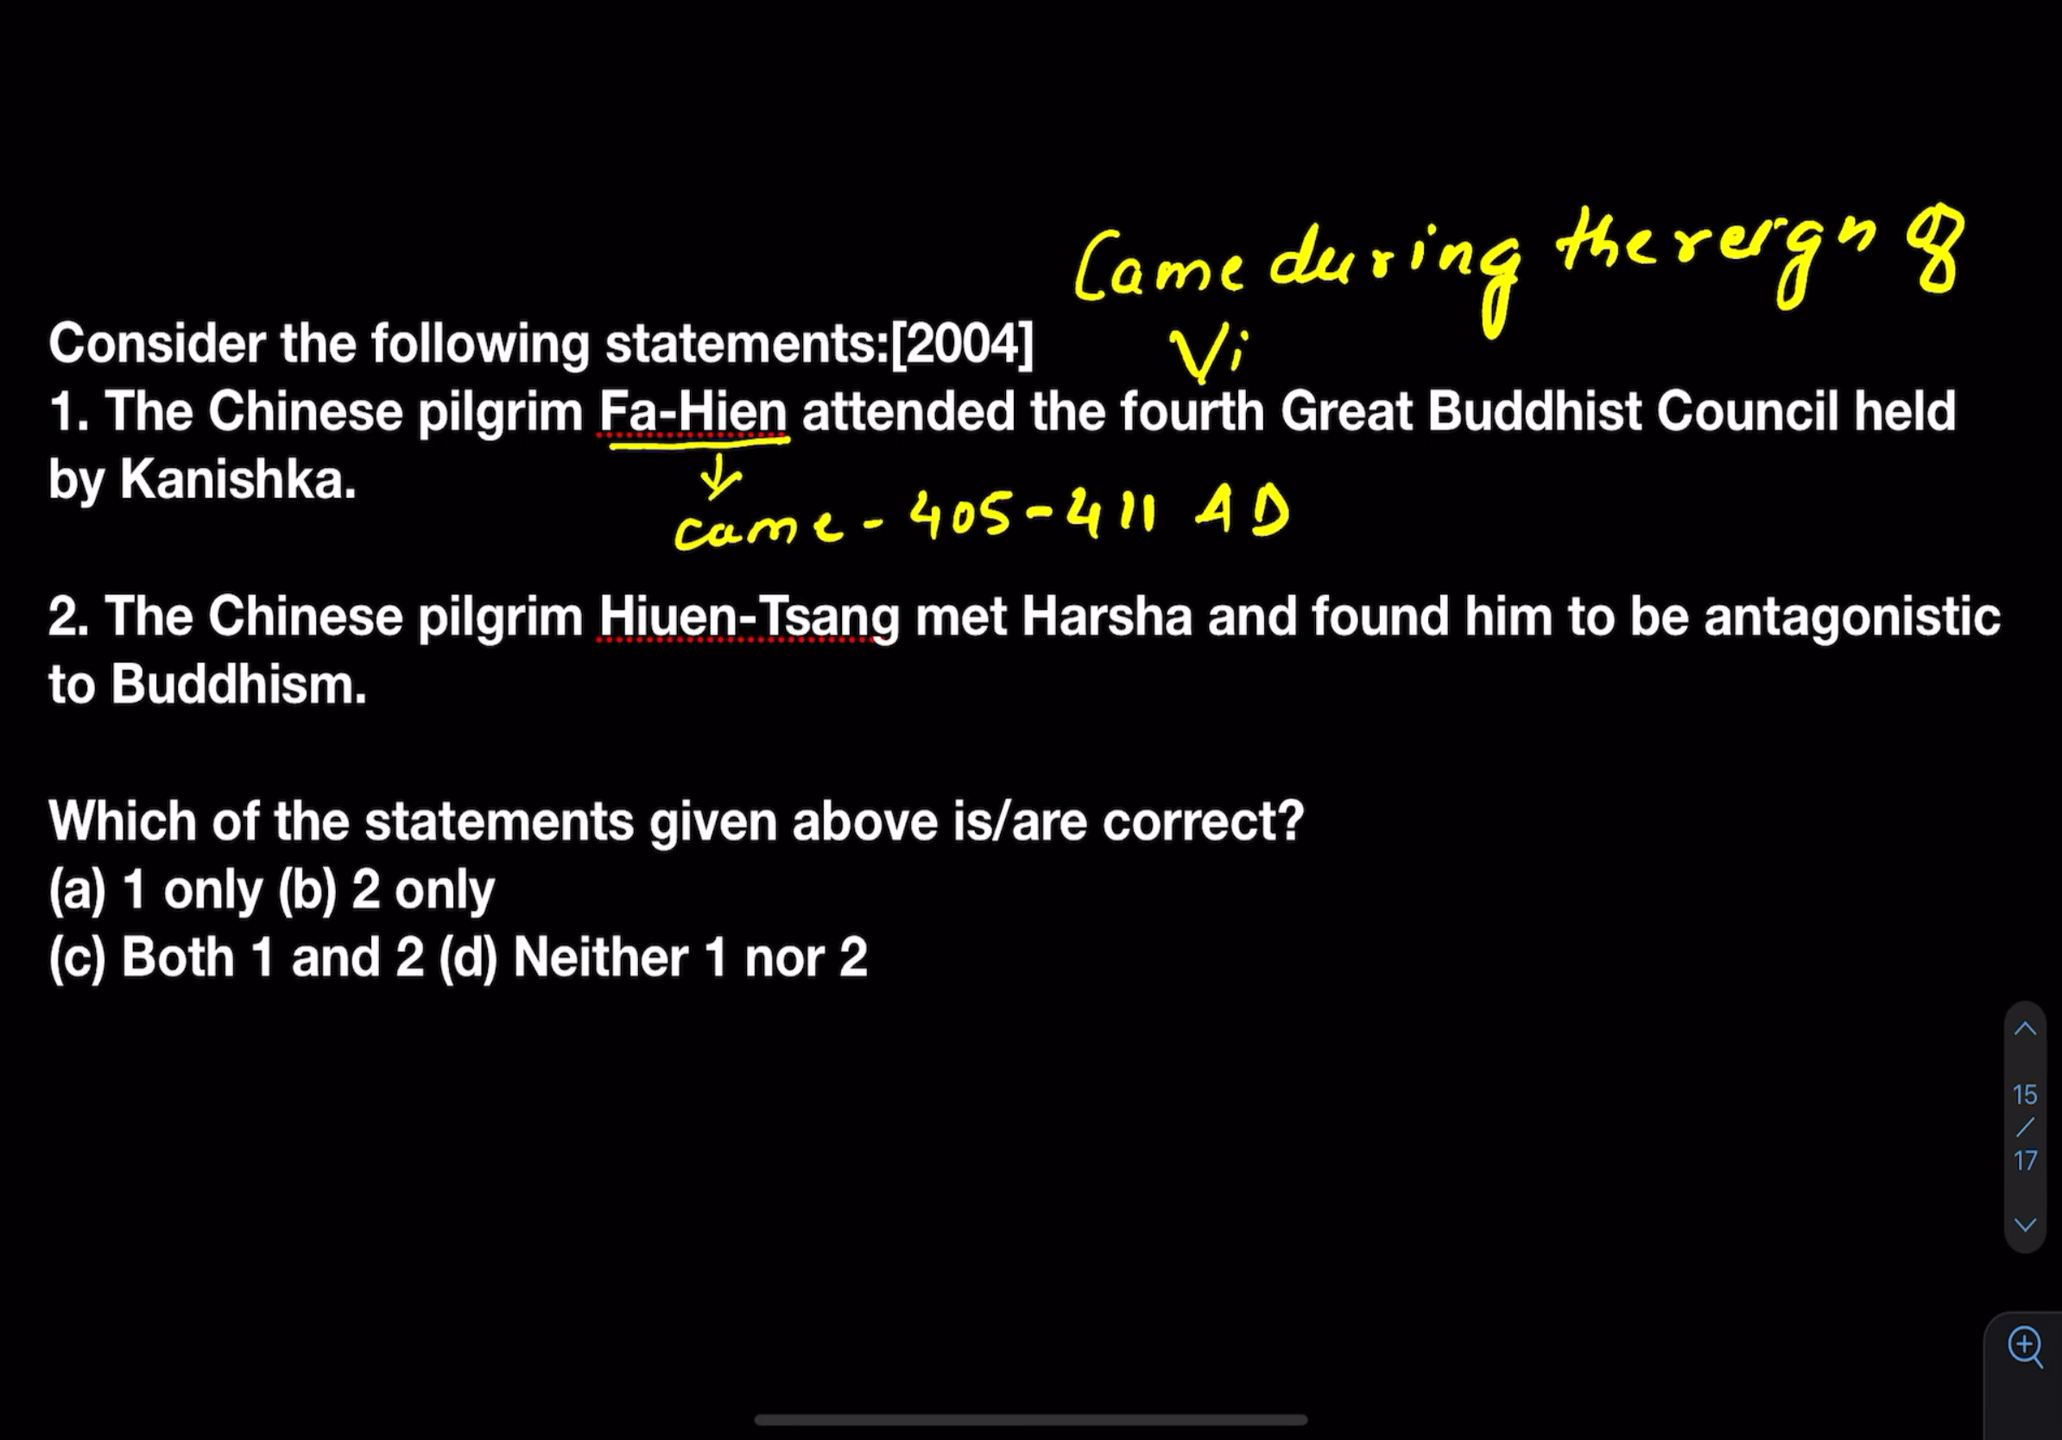 Came during the reign of
Vi
Consider the following statements:[2004]
1. The Chinese pilgrim Fa-Hien attended the fourth Great Buddhist Council held
by Kanishka.
came - 405-411 AD
2. The Chinese pilgrim Hiuen-Tsang met Harsha and found him to be antagonistic
to Buddhism.
Which of the statements given above is/are correct?
(a) 1 only (b) 2 only
(c) Both 1 and 2 (d) Neither 1 nor 2
15
/
17